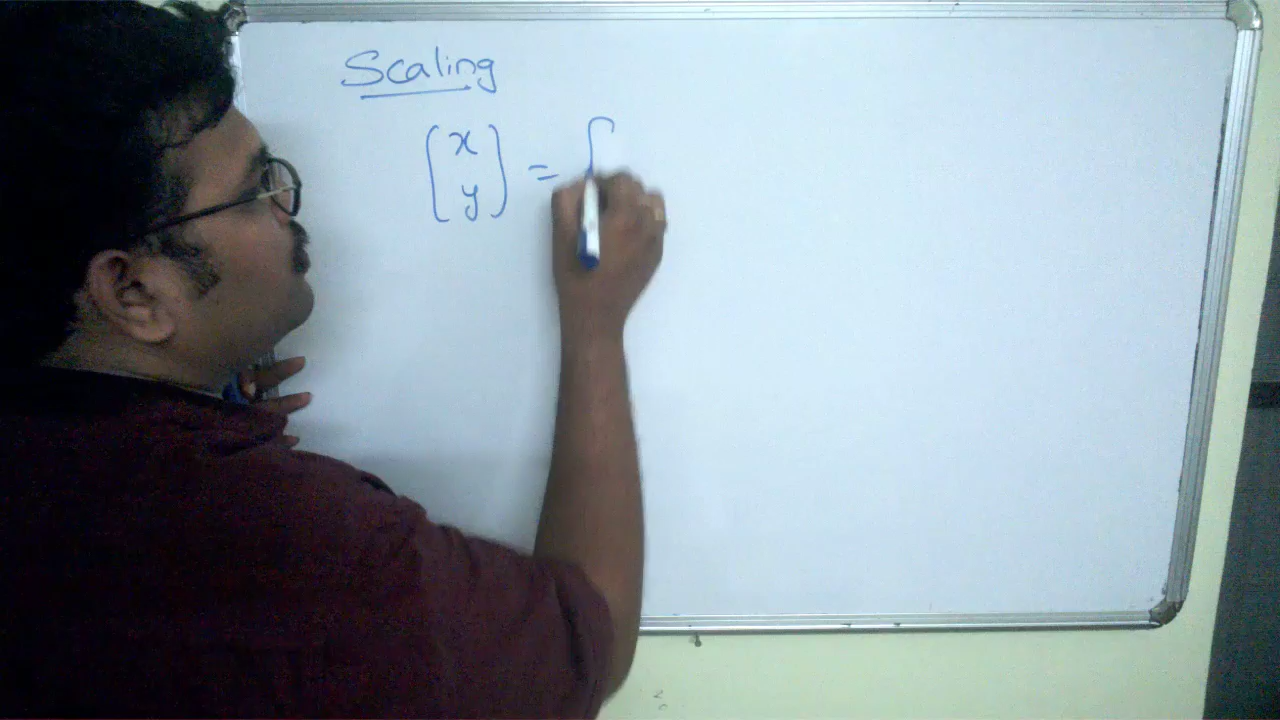 Scaling
[x
y] = [